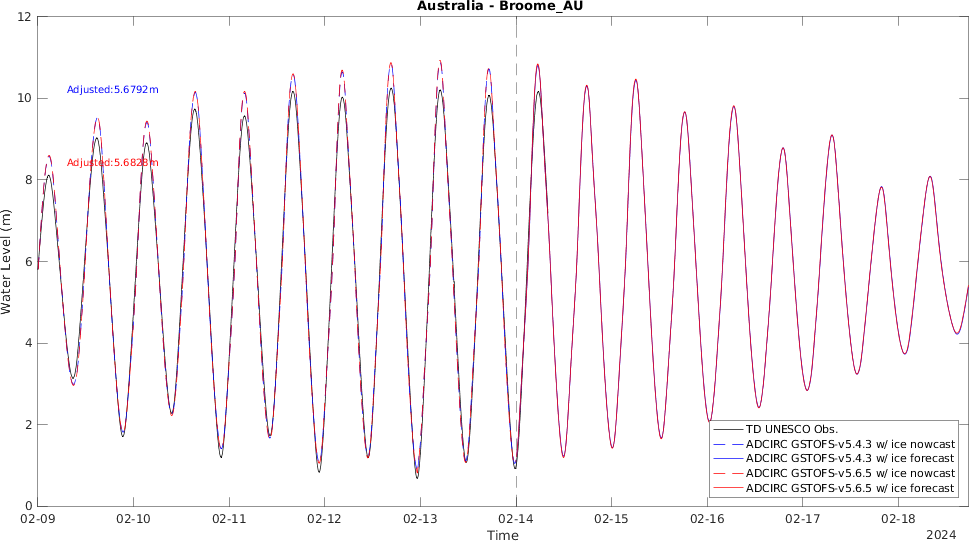 Australia - Broome_AU
12
10
8
6
4
2
0
Water Level (m)
Adjusted:5.6792m
Adjusted:5.6828m
TD UNESCO Obs.
ADCIRC GSTOFS-v5.4.3 w/ ice nowcast
ADCIRC GSTOFS-v5.4.3 w/ ice forecast
ADCIRC GSTOFS-v5.6.5 w/ ice nowcast
ADCIRC GSTOFS-v5.6.5 w/ ice forecast
02-09 02-10 02-11 02-12 02-13 02-14 02-15 02-16 02-17 02-18
Time
2024